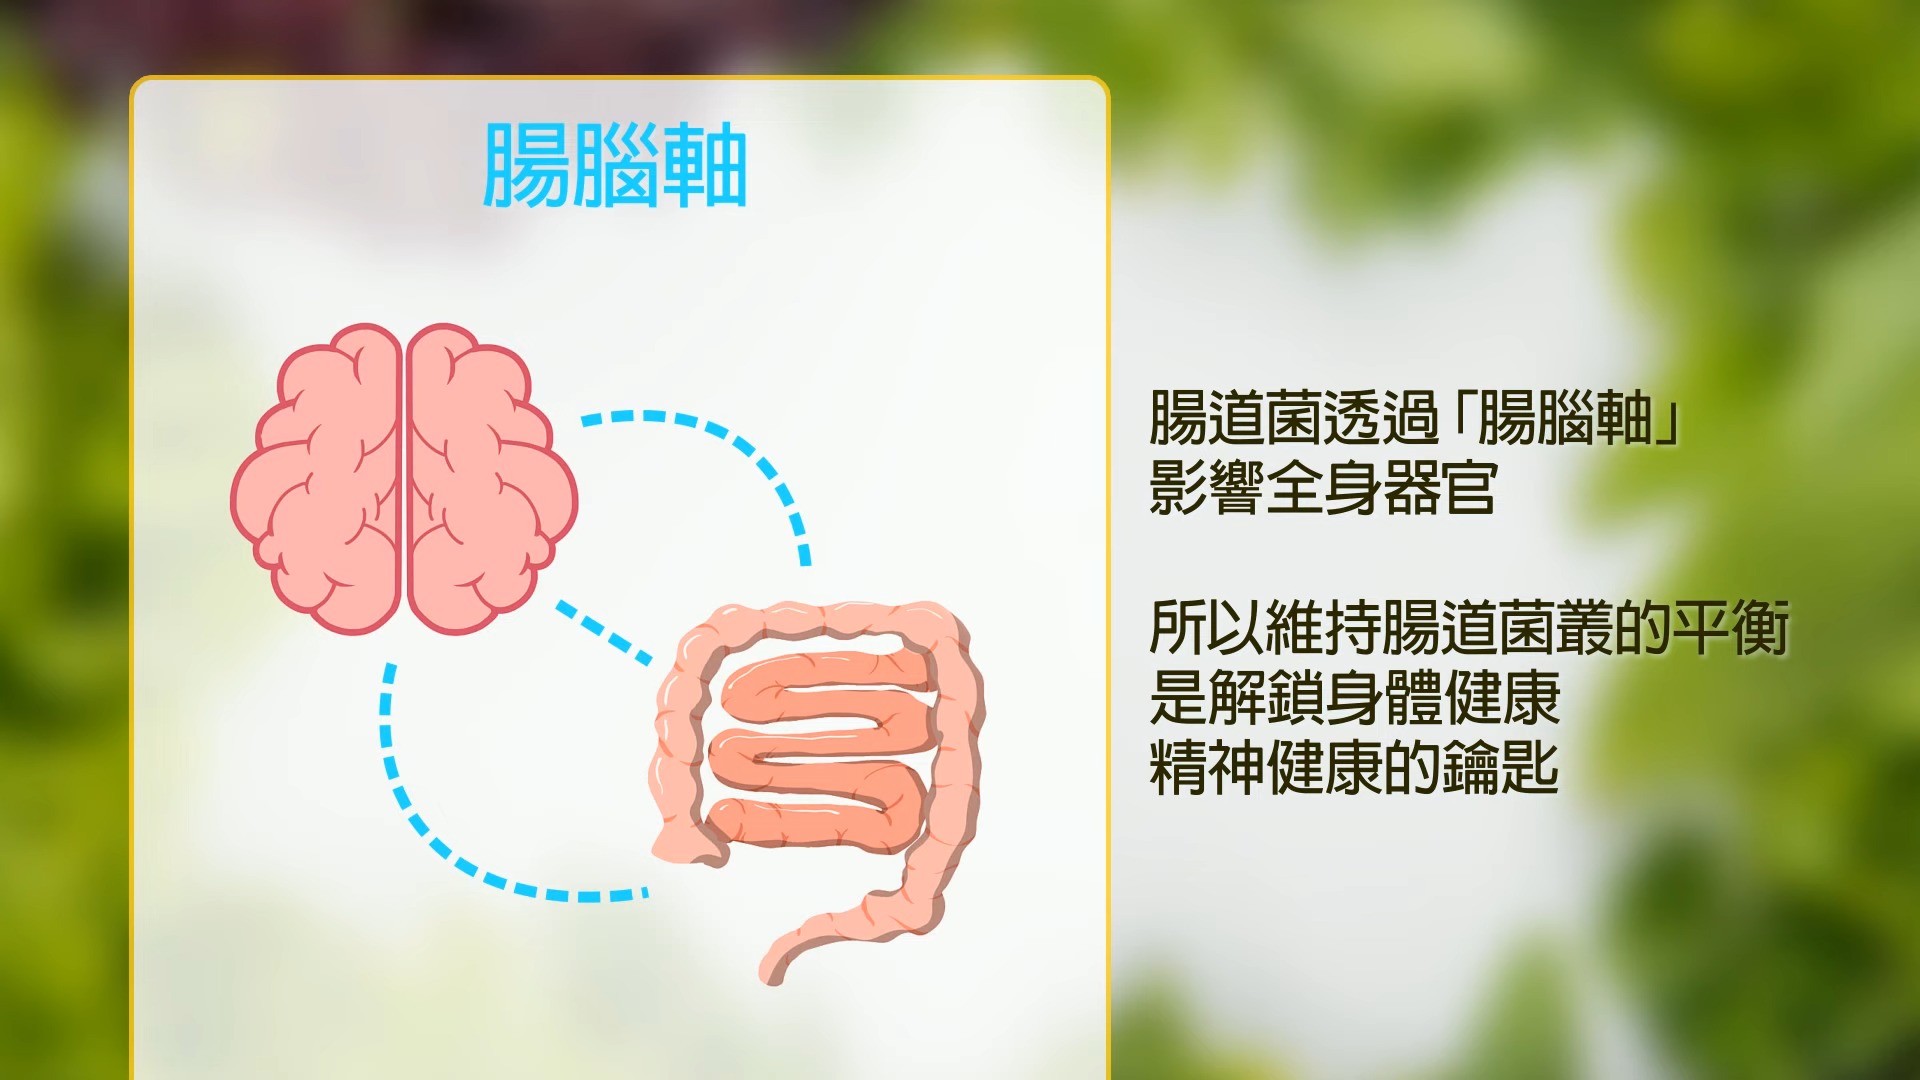 腸腦軸
腸道菌透過「腸腦軸」
影響全身器官
所以維持腸道菌叢的平衡
是解鎖身體健康
精神健康的鑰匙